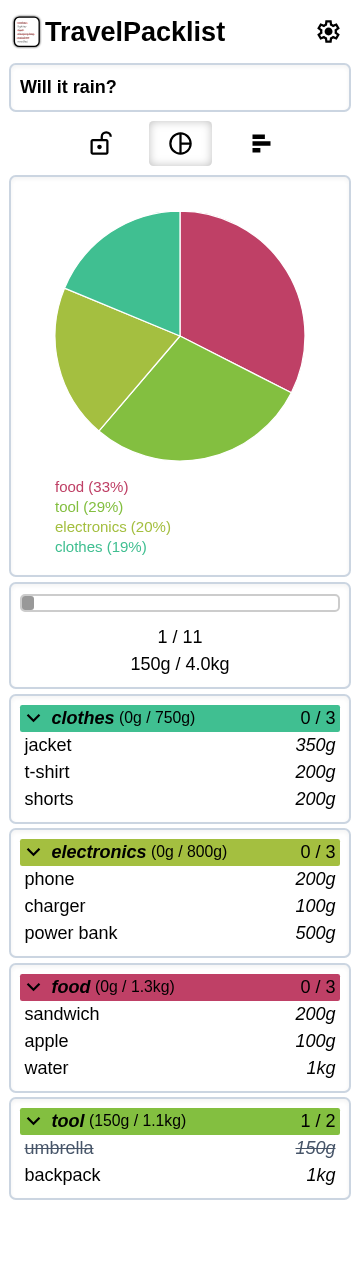 TravelPacklist
Will it rain?
food (33%)
tool (29%)
electronics (20%)
clothes (19%)
1 / 11
150g / 4.0kg
clothes (0g / 750g) 0 / 3
jacket 350g
t-shirt 200g
shorts 200g
electronics (0g / 800g) 0 / 3
phone 200g
charger 100g
power bank 500g
food (0g / 1.3kg) 0 / 3
sandwich 200g
apple 100g
water 1kg
tool (150g / 1.1kg) 1 / 2
umbrella 150g
backpack 1kg